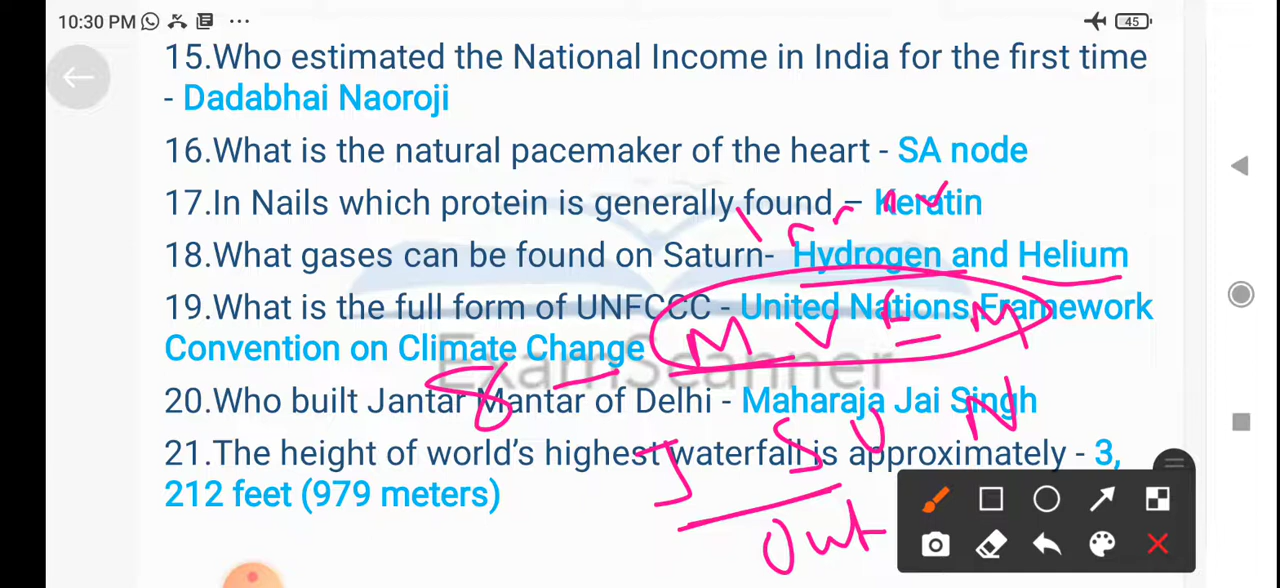 10:30 PM
45
15.Who estimated the National Income in India for the first time
- Dadabhai Naoroji
16.What is the natural pacemaker of the heart - SA node
17.In Nails which protein is generally found – Keratin
18.What gases can be found on Saturn- Hydrogen and Helium
19.What is the full form of UNFCCC - United Nations Framework
M V E M
Convention on Climate Change
ExamScanner
8
20.Who built Jantar Mantar of Delhi - Maharaja Jai Singh
J S U N
21.The height of world's highest waterfall is approximately - 3,
212 feet (979 meters)
out